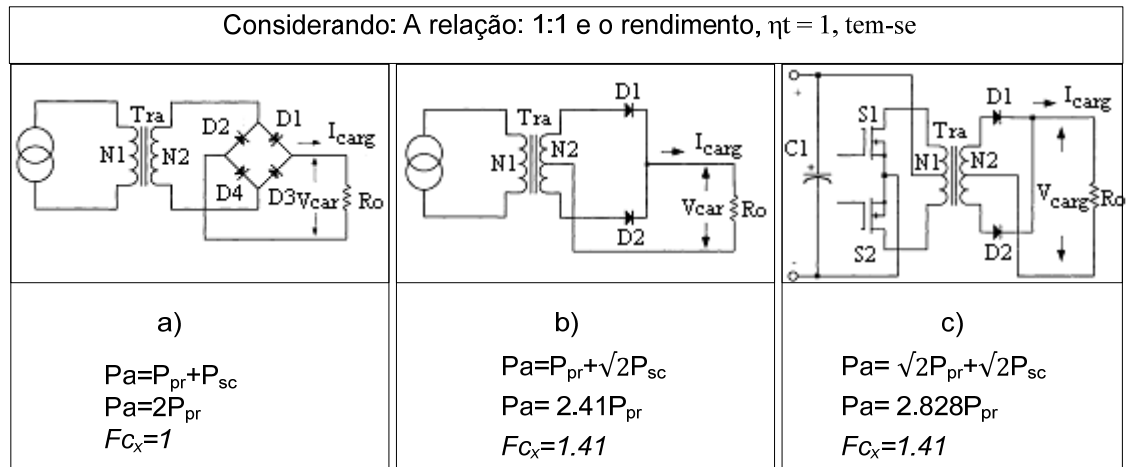 Considerando: A relação: 1:1 e o rendimento, ηt = 1, tem-se
Tra
D2
D1
I_carg
N1
N2
D4
D3
Vcar
Ro
D1
Tra
N1
N2
I_carg
Vcar
Ro
D2
D1
I_carg
S1
Tra
C1
+
+
N1
N2
V_carg
Ro
S2
D2
-
a)
Pa=P_pr+P_sc
Pa=2P_pr
Fc_x=1
b)
Pa=P_pr+√2P_sc
Pa= 2.41P_pr
Fc_x=1.41
c)
Pa= √2P_pr+√2P_sc
Pa= 2.828P_pr
Fc_x=1.41